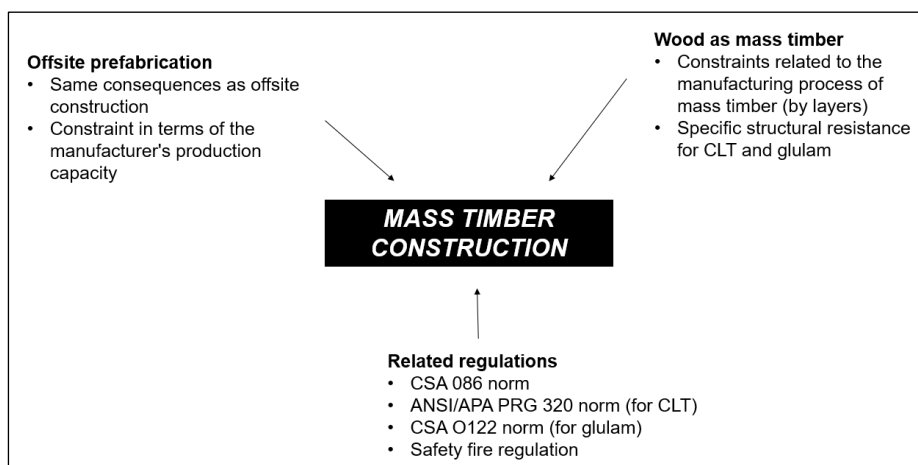 Offsite prefabrication
• Same consequences as offsite
construction
• Constraint in terms of the
manufacturer's production
capacity
Wood as mass timber
• Constraints related to the
manufacturing process of
mass timber (by layers)
• Specific structural resistance
for CLT and glulam
MASS TIMBER
CONSTRUCTION
Related regulations
• CSA 086 norm
• ANSI/APA PRG 320 norm (for CLT)
• CSA O122 norm (for glulam)
• Safety fire regulation